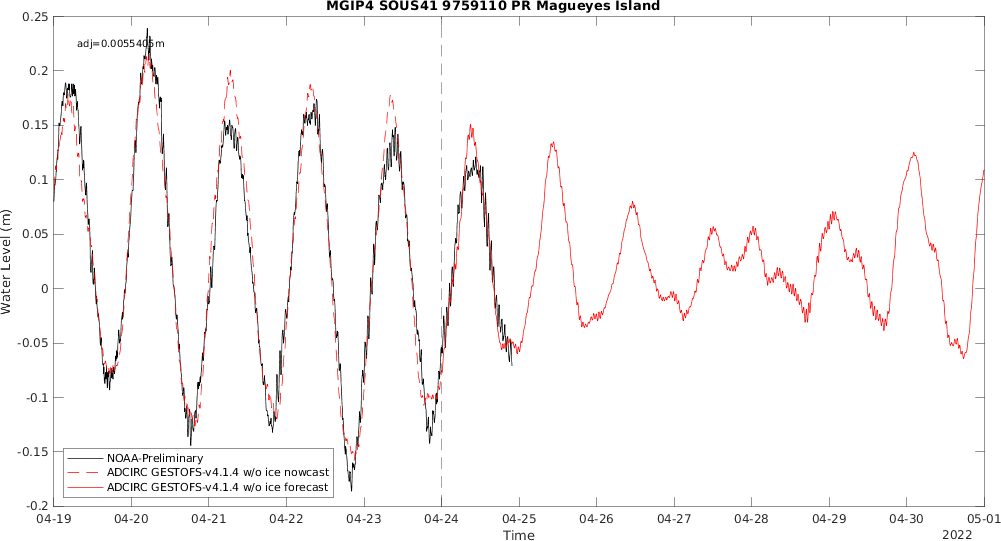 MGIP4 SOUS41 9759110 PR Magueyes Island
adj=0.0055405m
0.25
0.2
0.15
0.1
0.05
0
-0.05
-0.1
-0.15
-0.2
Water Level (m)
NOAA-Preliminary
ADCIRC GESTOFS-v4.1.4 w/o ice nowcast
ADCIRC GESTOFS-v4.1.4 w/o ice forecast
04-19 04-20 04-21 04-22 04-23 04-24 04-25 04-26 04-27 04-28 04-29 04-30 05-01
Time
2022